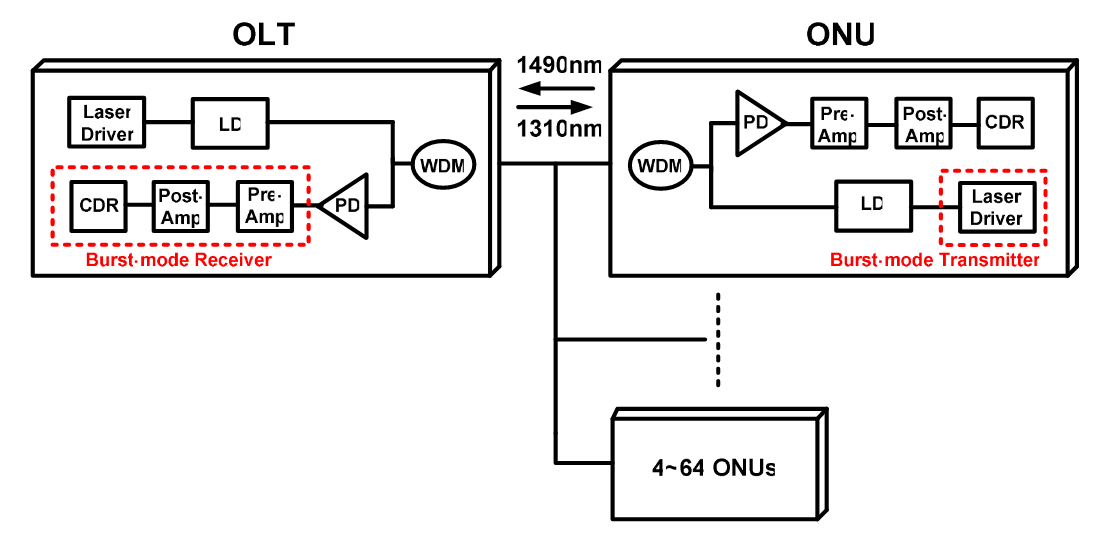 OLT
ONU
1490nm
1310nm
Laser
Driver
LD
WDM
CDR
Post-
Amp
Pre-
Amp
PD
Burst-mode Receiver
WDM
PD
Pre-
Amp
Post-
Amp
CDR
LD
Laser
Driver
Burst-mode Transmitter
4~64 ONUs